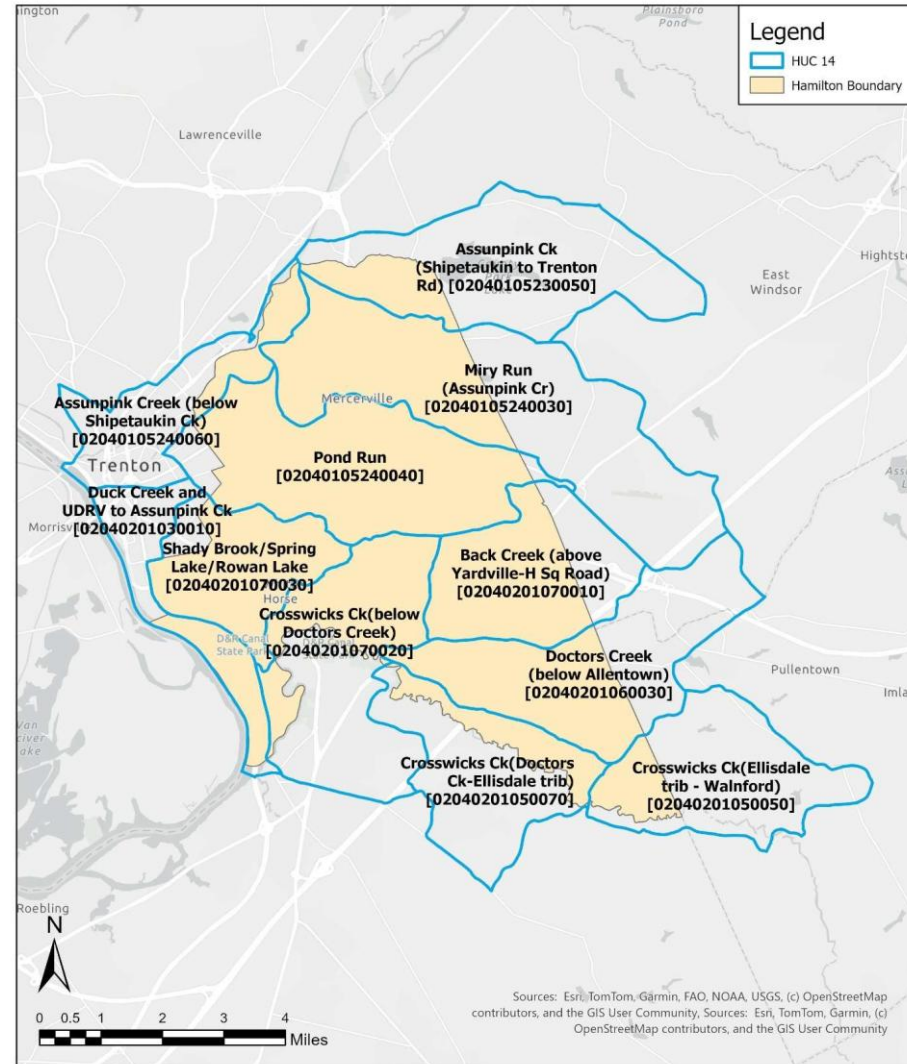 ington
Plainsboro
Pond
Legend
HUC 14
Hamilton Boundary
Lawrenceville
Assunpink Ck
(Shipetaukin to Trenton
Rd) [02040105230050]
East
Windsor
Hightst
Miry Run
(Assunpink Cr)
[02040105240030]
Mercerville
Assunpink Creek (below
Shipetaukin Ck)
[02040105240060]
Trenton
Pond Run
[02040105240040]
Duck Creek and
UDRV to Assunpink Ck
[02040201030010]
Morrisv
Shady Brook/Spring
Lake/Rowan Lake
[02040201070030]
Horse
Back Creek (above
Yardville-H Sq Road)
[02040201070010]
Crosswicks Ck(below
Doctors Creek)
[02040201070020]
D&R Canal
State Park
Doctors Creek
(below Allentown)
[02040201060030]
Pullentown
Imla
Van
river
ake
Crosswicks Ck(Doctors
Ck-Ellisdale trib)
[02040201050070]
Crosswicks Ck(Ellisdale
trib - Walnford)
[02040201050050]
Roebling
N
0 0.5 1 2 3 4
Miles
Sources: Esri, TomTom, Garmin, FAO, NOAA, USGS, (c) OpenStreetMap
contributors, and the GIS User Community, Sources: Esri, TomTom, Garmin, (c)
OpenStreetMap contributors, and the GIS User Community